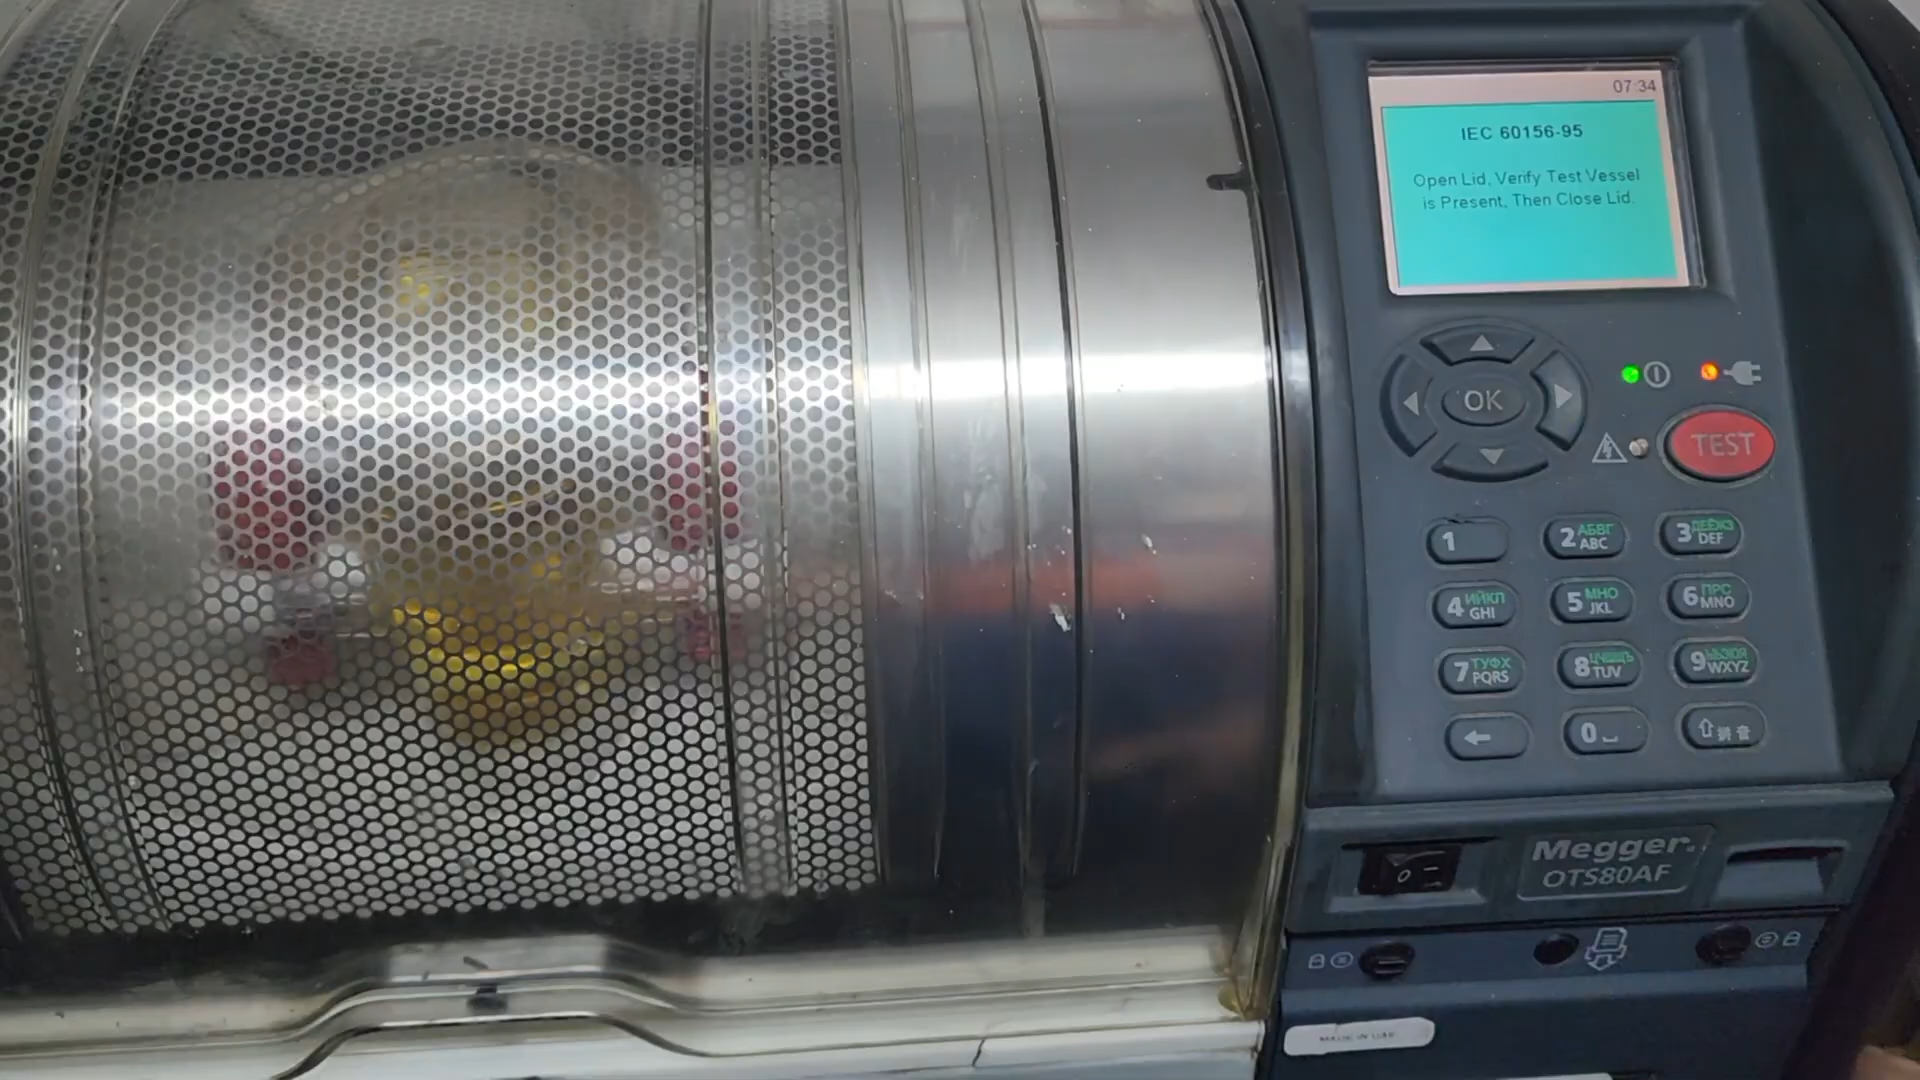 07:34
IEC 60156-95
Open Lid, Verify Test Vessel
is Present, Then Close Lid.
OK
TEST
1
2 АБВГ ABC
3 ДЕЁЖЗ DEF
4 ИЙКЛ GHI
5 МНО JKL
6 ПРС MNO
7 ТУФХ PQRS
8 TUV
9 WXYZ
0
拼音
Megger.
OTS80AF